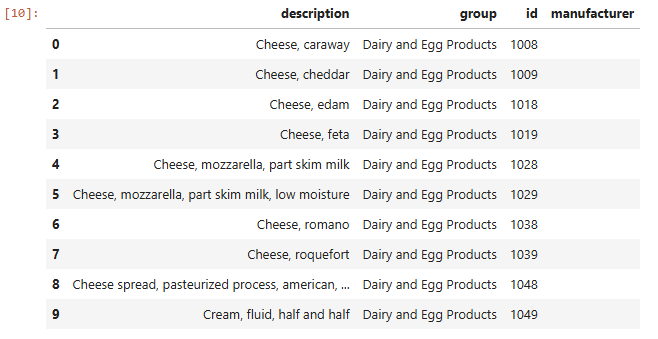 [10]: description group id manufacturer
0 Cheese, caraway Dairy and Egg Products 1008
1 Cheese, cheddar Dairy and Egg Products 1009
2 Cheese, edam Dairy and Egg Products 1018
3 Cheese, feta Dairy and Egg Products 1019
4 Cheese, mozzarella, part skim milk Dairy and Egg Products 1028
5 Cheese, mozzarella, part skim milk, low moisture Dairy and Egg Products 1029
6 Cheese, romano Dairy and Egg Products 1038
7 Cheese, roquefort Dairy and Egg Products 1039
8 Cheese spread, pasteurized process, american, ... Dairy and Egg Products 1048
9 Cream, fluid, half and half Dairy and Egg Products 1049